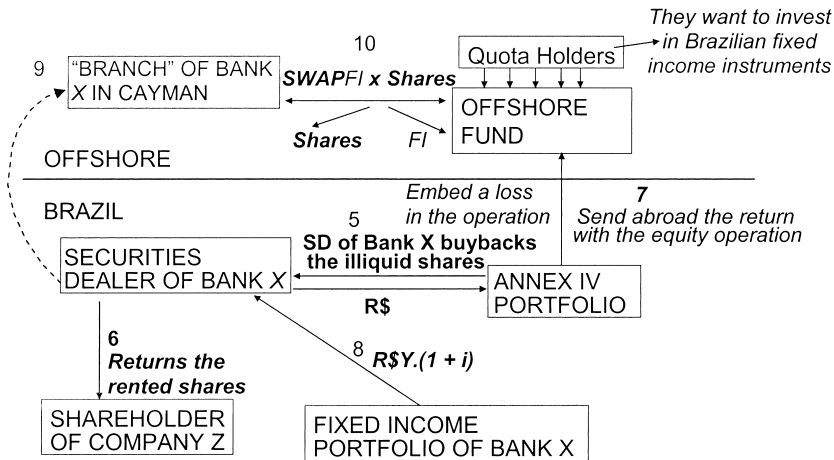 They want to invest
in Brazilian fixed
income instruments
10
Quota Holders
9
"BRANCH" OF BANK
X IN CAYMAN
SWAPFI x Shares
OFFSHORE
FUND
Shares
FI
OFFSHORE
BRAZIL
Embed a loss
in the operation
7
Send abroad the return
with the equity operation
5
SD of Bank X buybacks
the illiquid shares
SECURITIES
DEALER OF BANK X
R$
ANNEX IV
PORTFOLIO
6
Returns the
rented shares
8
R$Y.(1 + i)
SHAREHOLDER
OF COMPANY Z
FIXED INCOME
PORTFOLIO OF BANK X